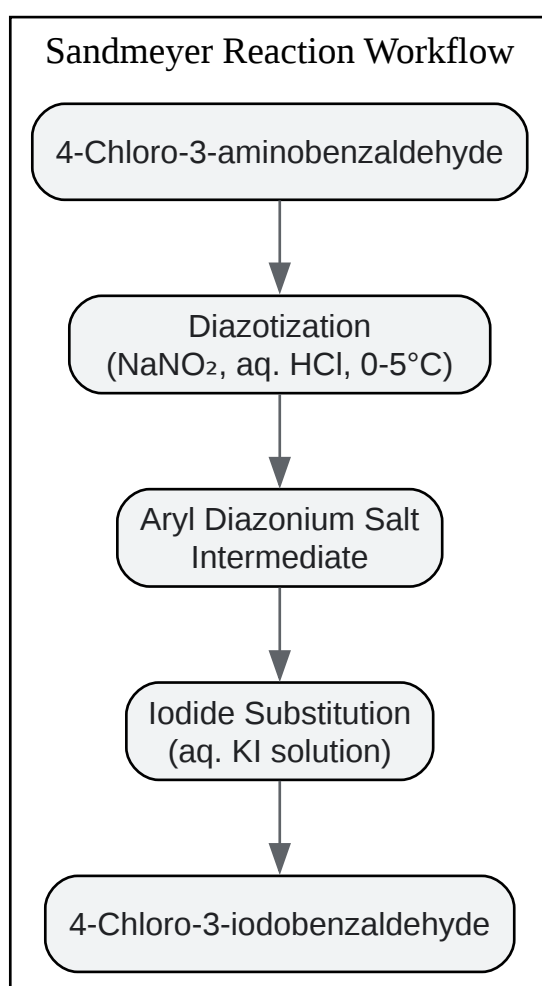 Sandmeyer Reaction Workflow
4-Chloro-3-aminobenzaldehyde
Diazotization
(NaNO₂, aq. HCl, 0-5°C)
Aryl Diazonium Salt
Intermediate
Iodide Substitution
(aq. KI solution)
4-Chloro-3-iodobenzaldehyde